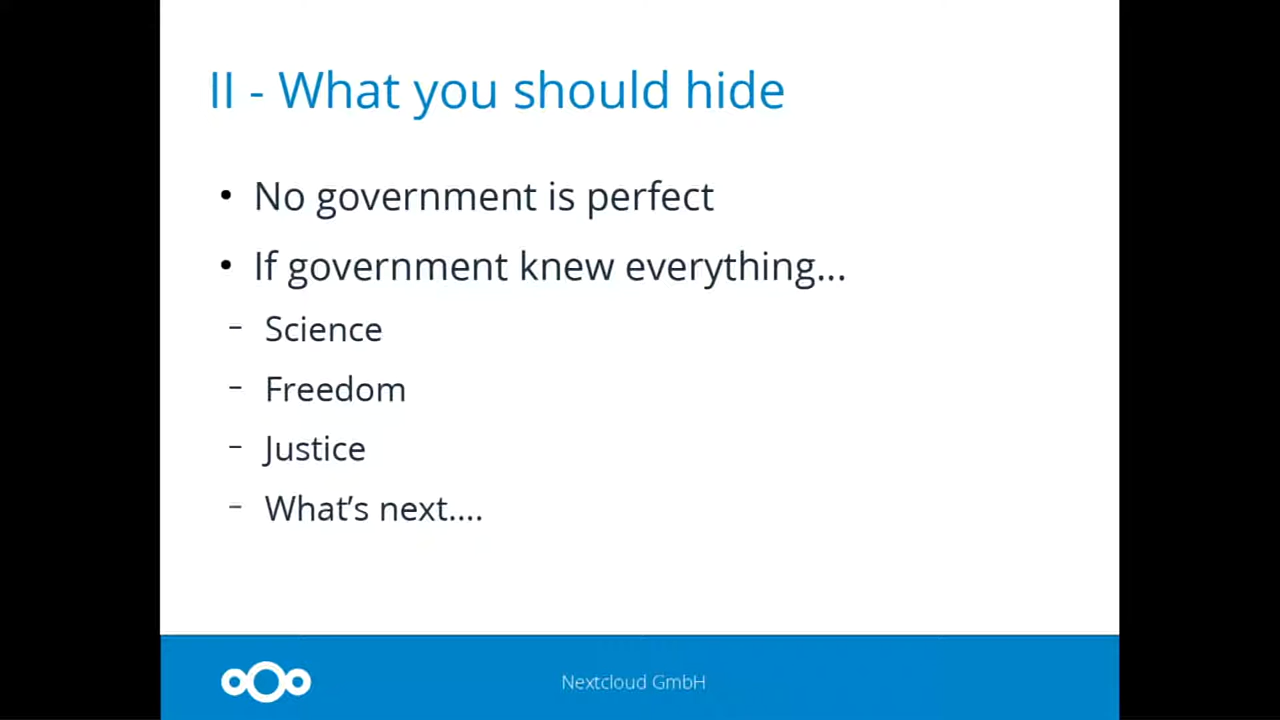 II - What you should hide
• No government is perfect
• If government knew everything...
– Science
– Freedom
– Justice
– What’s next....
Nextcloud GmbH